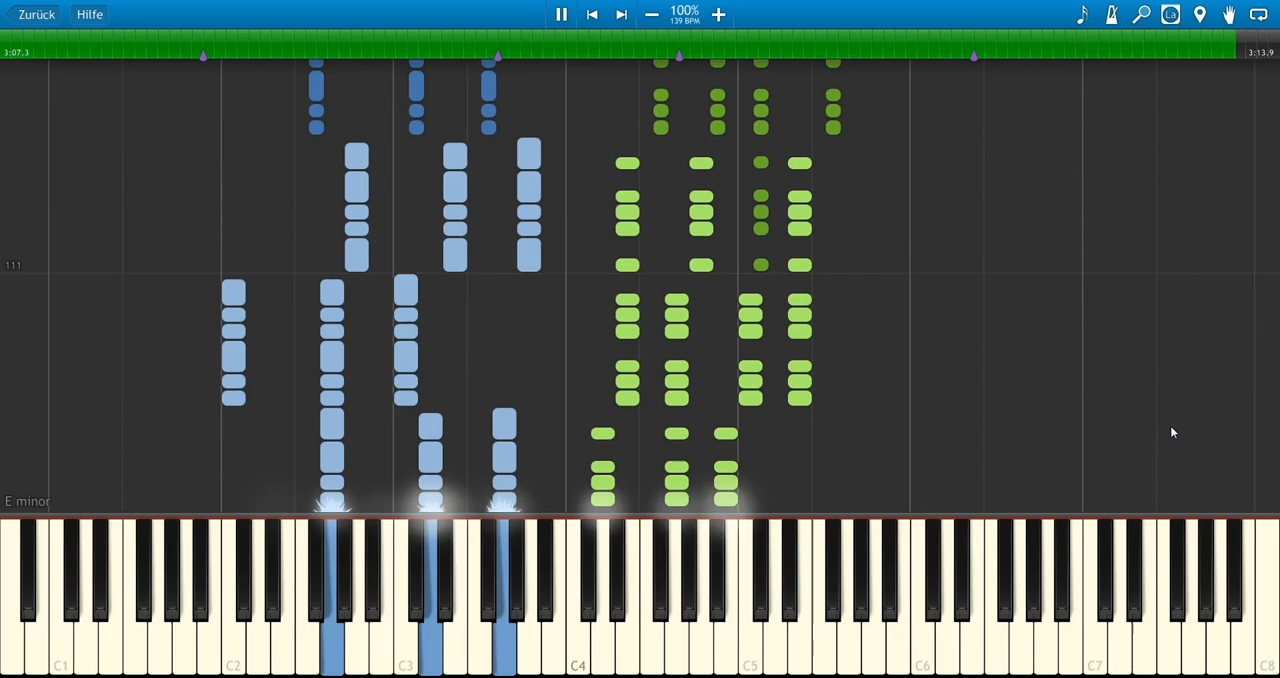 Zurück Hilfe 100% La
139 BPM
3:07,3 3:13,9
111
E minor
C1 C2 C3 C4 C5 C6 C7 C8